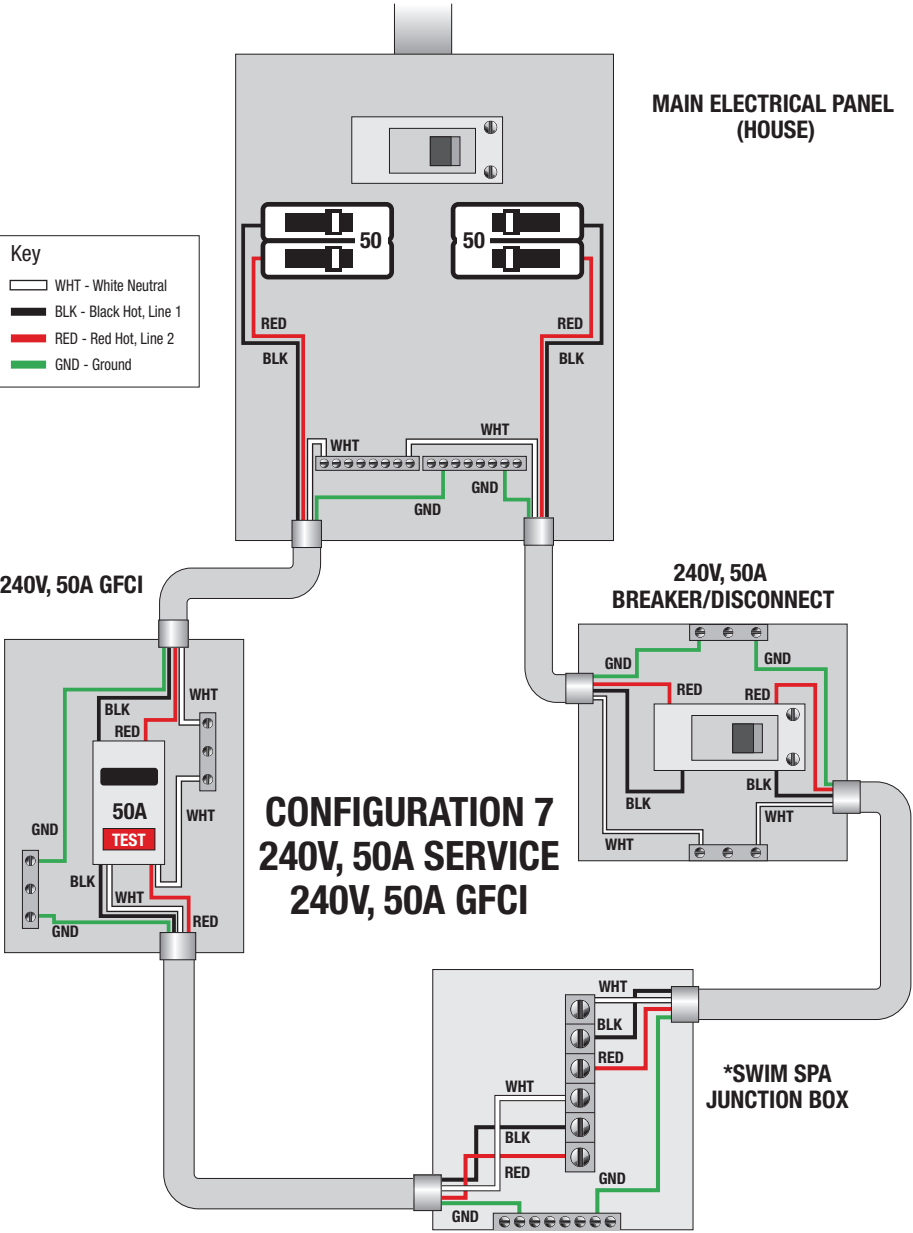 MAIN ELECTRICAL PANEL
(HOUSE)
50
50
Key
WHT - White Neutral
BLK - Black Hot, Line 1
RED - Red Hot, Line 2
GND - Ground
RED
BLK
RED
BLK
WHT
WHT
GND
GND
240V, 50A GFCI
WHT
BLK
RED
50A
TEST
WHT
GND
BLK
WHT
RED
GND
240V, 50A
BREAKER/DISCONNECT
GND
GND
RED
RED
BLK
BLK
WHT
WHT
CONFIGURATION 7
240V, 50A SERVICE
240V, 50A GFCI
WHT
BLK
RED
WHT
BLK
RED
GND
GND
*SWIM SPA
JUNCTION BOX